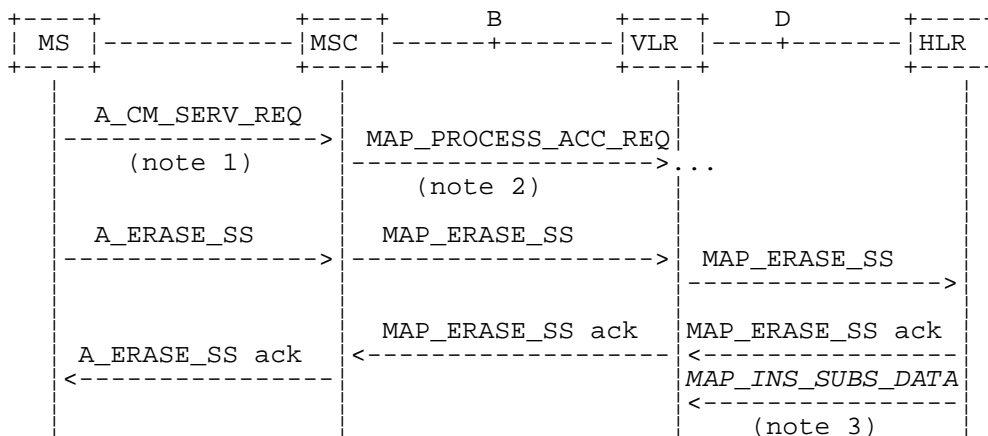 B D
MS MSC VLR HLR
A_CM_SERV_REQ
MAP_PROCESS_ACC_REQ
(note 1) ...
(note 2)
A_ERASE_SS MAP_ERASE_SS
MAP_ERASE_SS
MAP_ERASE_SS ack MAP_ERASE_SS ack
A_ERASE_SS ack
MAP_INS_SUBS_DATA
(note 3)